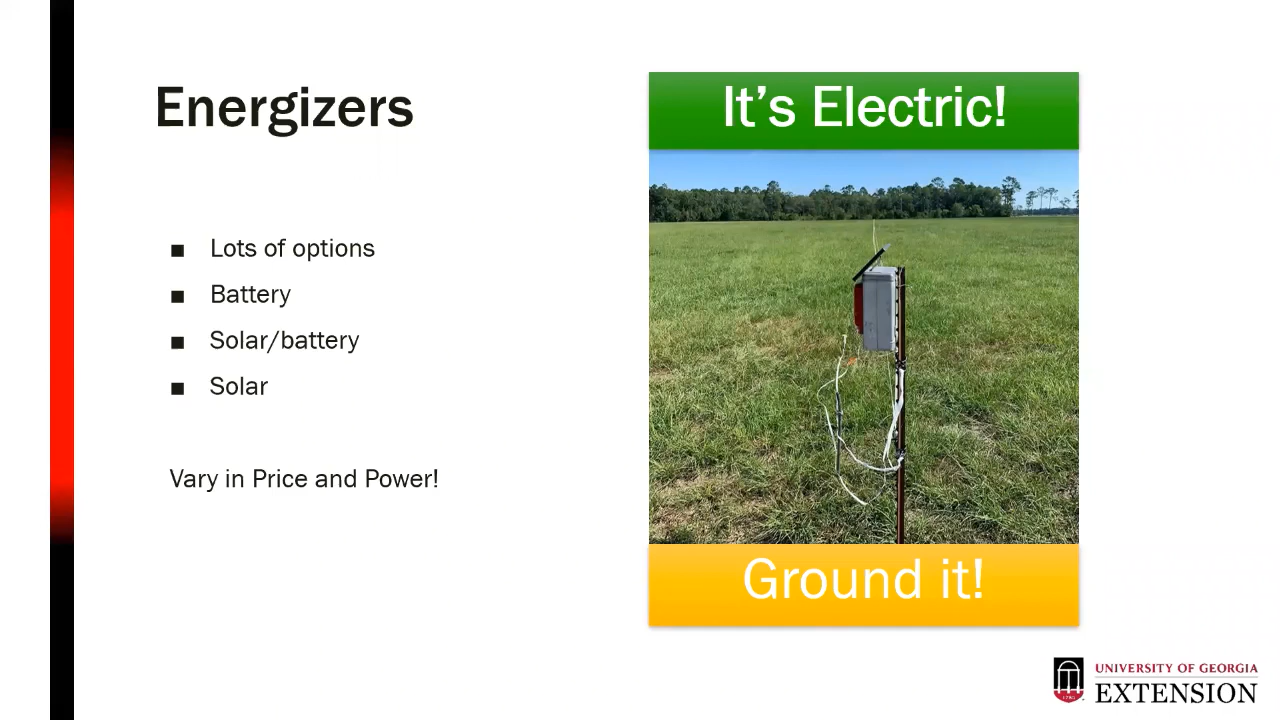 Energizers
Lots of options
Battery
Solar/battery
Solar
Vary in Price and Power!
It's Electric!
Ground it!
UNIVERSITY OF GEORGIA
EXTENSION